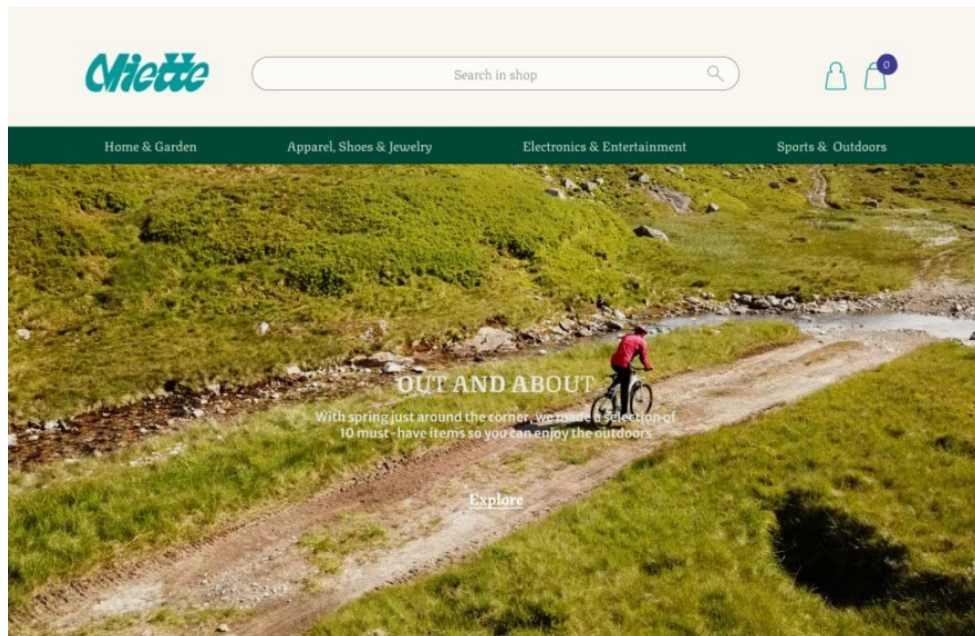 Miette
Search in shop
0
Home & Garden
Apparel, Shoes & Jewelry
Electronics & Entertainment
Sports & Outdoors
OUT AND ABOUT
With spring just around the corner, we made a selection of
10 must-have items so you can enjoy the outdoors
Explore